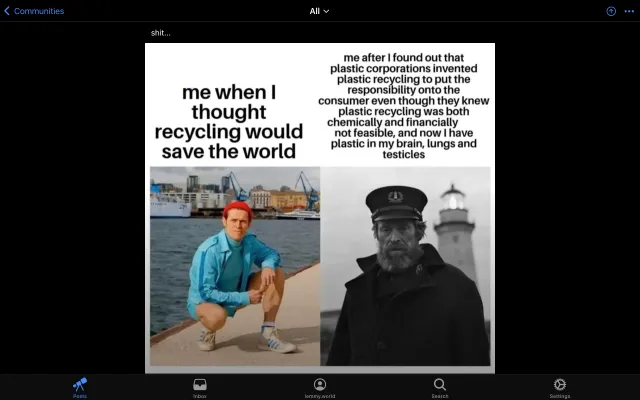 Communities
All
shit...
me when I
thought
recycling would
save the world
me after I found out that
plastic corporations invented
plastic recycling to put the
responsibility onto the
consumer even though they knew
plastic recycling was both
chemically and financially
not feasible, and now I have
plastic in my brain, lungs and
testicles
Posts
Inbox
lemmy.world
Search
Settings